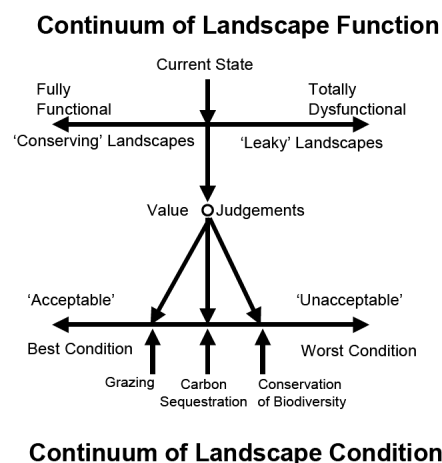 Continuum of Landscape Function
Current State
Fully
Functional
Totally
Dysfunctional
‘Conserving’ Landscapes
‘Leaky’ Landscapes
Value Judgements
‘Acceptable’
‘Unacceptable’
Best Condition
Worst Condition
Grazing
Carbon
Sequestration
Conservation
of Biodiversity
Continuum of Landscape Condition